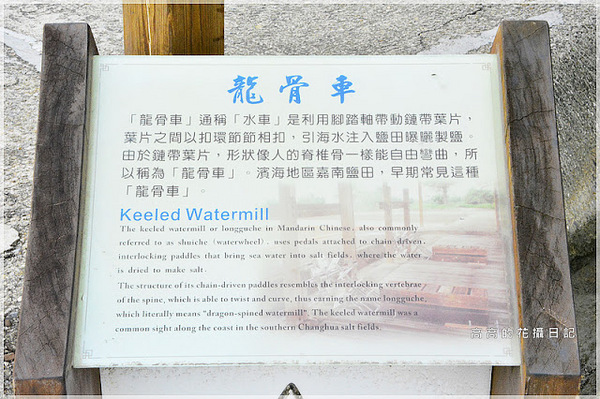 龍骨車
「龍骨車」通稱「水車」是利用腳踏軸帶動鏈帶葉片，
葉片之間以扣環節節相扣，引海水注入鹽田曝曬製鹽。
由於鏈帶葉片，形狀像人的脊椎骨一樣能自由彎曲，所
以稱為「龍骨車」。濱海地區嘉南鹽田，早期常見這種
「龍骨車」。
Keeled Watermill
The keeled watermill or longguche in Mandarin Chinese, also commonly
referred to as shuiche (waterwheel), uses pedals attached to chain-driven,
interlocking paddles that bring sea water into salt fields, where the water
is dried to make salt.
The structure of its chain-driven paddles resembles the interlocking vertebrae
of the spine, which is able to twist and curve, thus earning the name longguche,
which literally means "dragon-spined watermill". The keeled watermill was a
common sight along the coast in the southern Changhua salt fields.
高高的花攝日記